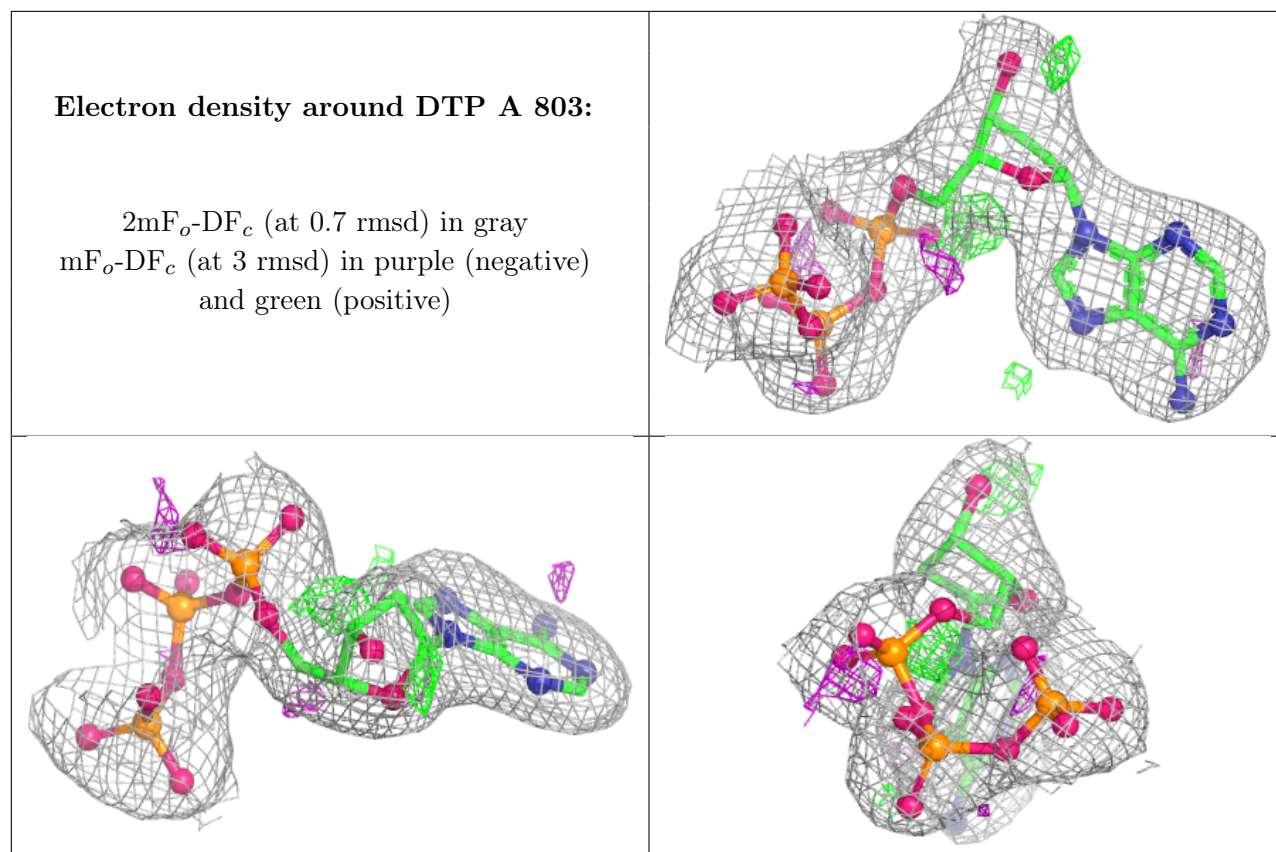 Electron density around DTP A 803:
2mFₒ-DF𝒸 (at 0.7 rmsd) in gray
mFₒ-DF𝒸 (at 3 rmsd) in purple (negative)
and green (positive)